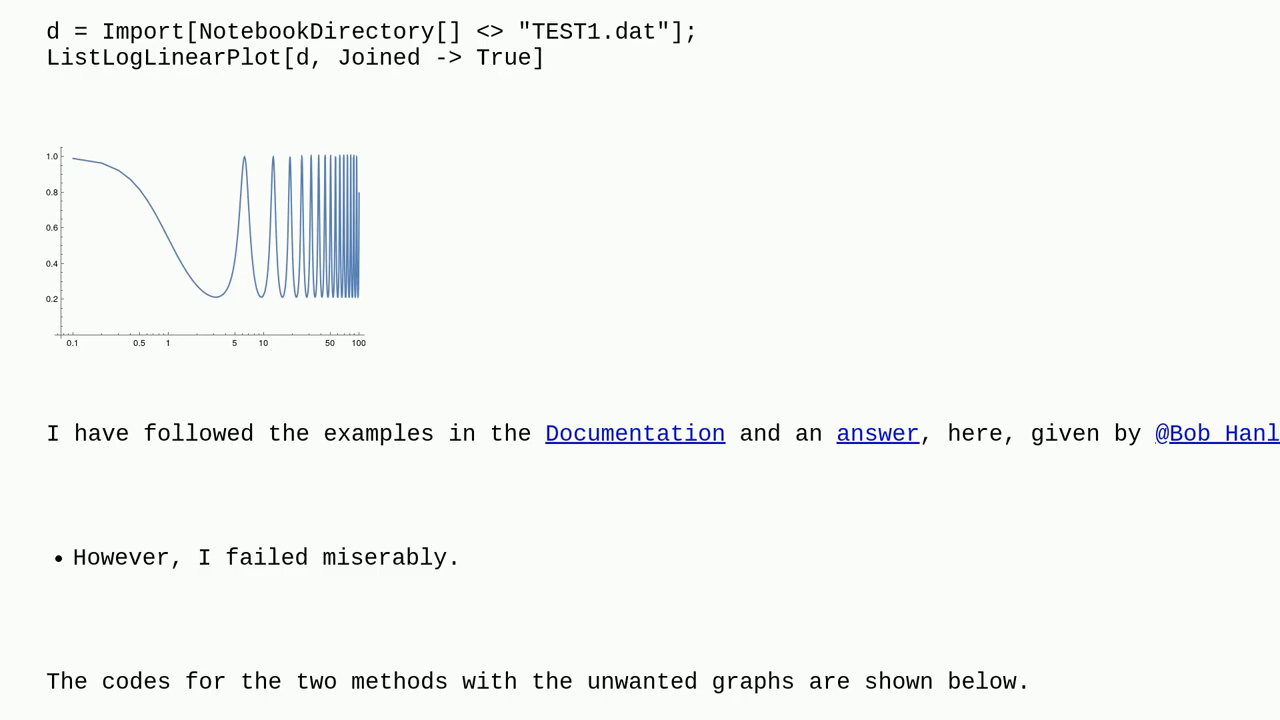 d = Import[NotebookDirectory[] <> "TEST1.dat"];
ListLogLinearPlot[d, Joined -> True]
1.0
0.8
0.6
0.4
0.2
0.1 0.5 1 5 10 50 100
I have followed the examples in the Documentation and an answer, here, given by @Bob Hanl
• However, I failed miserably.
The codes for the two methods with the unwanted graphs are shown below.